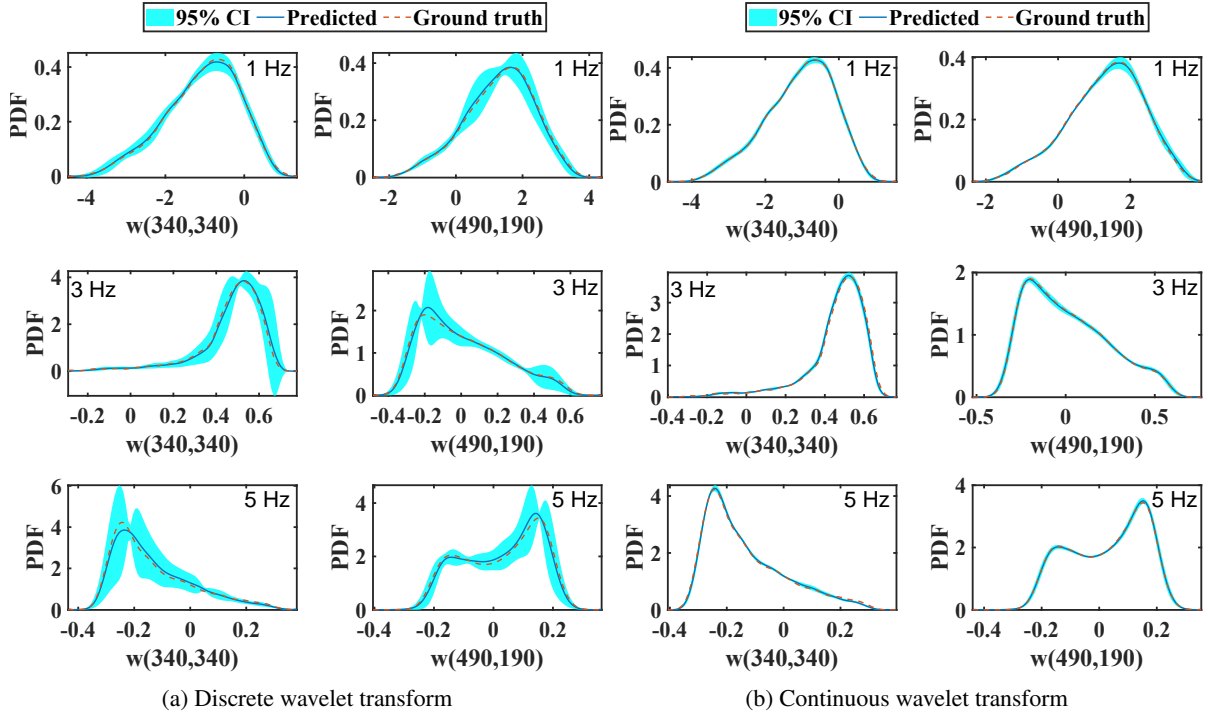 95% CI Predicted Ground truth
95% CI Predicted Ground truth
PDF
0.4
0.2
0
1 Hz
-4 -2 0
w(340,340)
PDF
0.4
0.2
0
1 Hz
-2 0 2 4
w(490,190)
PDF
0.4
0.2
0
1 Hz
-4 -2 0
w(340,340)
PDF
0.4
0.2
0
1 Hz
-2 0 2
w(490,190)
PDF
4
2
0
3 Hz
-0.2 0 0.2 0.4 0.6
w(340,340)
PDF
2
1
0
3 Hz
-0.4 -0.2 0 0.2 0.4 0.6
w(490,190)
PDF
3
2
1
0
3 Hz
-0.4 -0.2 0 0.2 0.4 0.6
w(340,340)
PDF
2
1
0
3 Hz
-0.5 0 0.5
w(490,190)
PDF
6
4
2
0
5 Hz
-0.4 -0.2 0 0.2
w(340,340)
PDF
4
2
0
5 Hz
-0.4 -0.2 0 0.2
w(490,190)
PDF
4
2
0
5 Hz
-0.4 -0.2 0 0.2
w(340,340)
PDF
4
2
0
5 Hz
-0.4 -0.2 0 0.2
w(490,190)
(a) Discrete wavelet transform
(b) Continuous wavelet transform